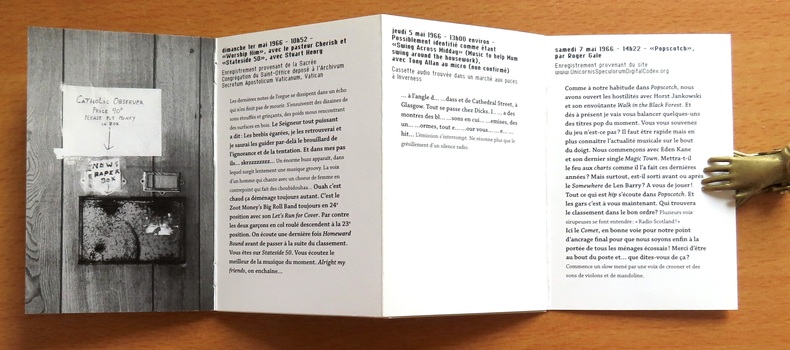 CATHOLIC OBSERVER
PRICE 90P
PLEASE PUT MONEY
IN BOX
NEWS
PAPER
BOX
dimanche 1er mai 1966 - 10h52 -
«Worship Him», avec le pasteur Cherish et
«Stateside 50», avec Stuart Henry
Enregistrement provenant de la Sacrée
Congrégation du Saint-Office déposé à l'Archivum
Secretum Apostolicum Vaticanum, Vatican
Les dernières notes de l'orgue se dissipent dans un écho
qui n'en finit pas de mourir. S'ensuivent des dizaines de
sons étouffés et grinçants, des pieds nous rencontrant
des surfaces en bois. Le Seigneur tout puissant
a dit : Les brebis égarées, je les retrouverai et
je saurai les guider par-delà le brouillard de
l'ignorance et de la tentation. Et dans mes pas
ils... Un énorme buzz apparaît, dans
lequel surgit lentement une musique groovy. La voix
d'un homme qui chante avec un chœur de femme en
contrepoint qui fait des choubidoubas... Ouah c'est
chaud ça déménage toujours autant. C'est le
Zoot Money's Big Roll Band toujours en 24e
position avec son Let's Run for Cover. Par contre
les deux garçons en col roulé descendent à la 23e
position. On écoute une dernière fois Homeward
Bound avant de passer à la suite du classement.
Vous êtes sur Stateside 50. Vous écoutez le
meilleur de la musique du moment. Alright my
friends, on enchaîne...
jeudi 5 mai 1966 - 13h00 environ -
Possiblement identifié comme étant
«Swing Across Midday» (Music to help Mum
swing around the housework),
avec Tony Allan au micro (non confirmé)
Cassette audio trouvée dans un marché aux puces
à Inverness
... à l'angle d......dans et de Cathedral Street, à
Glasgow. Tout se passe chez Dicks. I...... a des
montres des bl......sons en cui......emises, des
un......ormes, tout e......our vous......e......
hit... L'émission s'interrompt. Ne résonne plus que le
grésillement d'un silence radio.
samedi 7 mai 1966 - 14h22 - «Popscotch»,
par Roger Gale
Enregistrement provenant du site
www.UnicornisSpeculorumDigitalCodex.org
Comme à notre habitude dans Popscotch, nous
avons ouvert les hostilités avec Horst Jankowski
et son envoûtante Walk in the Black Forest. Et
dès à présent je vais vous balancer quelques-uns
des titres pop du moment. Vous vous souvenez
du jeu n'est-ce pas ? Il faut être rapide mais en
plus connaître l'actualité musicale sur le bout
du doigt. Nous commençons avec Eden Kane
et son dernier single Magic Town. Mettra-t-il
le feu aux charts comme il l'a fait ces dernières
années ? Mais surtout, est-il sorti avant ou après
le Somewhere de Len Barry ? A vous de jouer !
Tout ce qui est hip s'écoute dans Popscotch. Et
les gars c'est à vous maintenant. Qui trouvera
le classement dans le bon ordre ? Plusieurs voix
sirupeuses se font entendre : «Radio Scotland !»
Ici le Comet, en bonne voie pour notre point
d'ancrage final pour que nous soyons enfin à la
portée de tous les ménages écossais ! Merci d'être
au bout du poste et... que dites-vous de ça ?
Commence un slow mené par une voix de crooner et des
sons de violons et de mandoline.